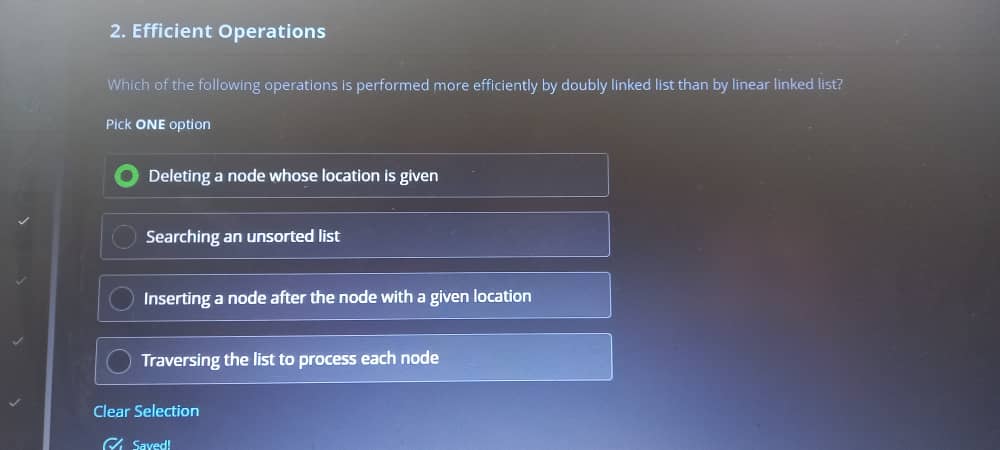 2. Efficient Operations
Which of the following operations is performed more efficiently by doubly linked list than by linear linked list?
Pick ONE option
Deleting a node whose location is given
Searching an unsorted list
Inserting a node after the node with a given location
Traversing the list to process each node
Clear Selection
Saved!